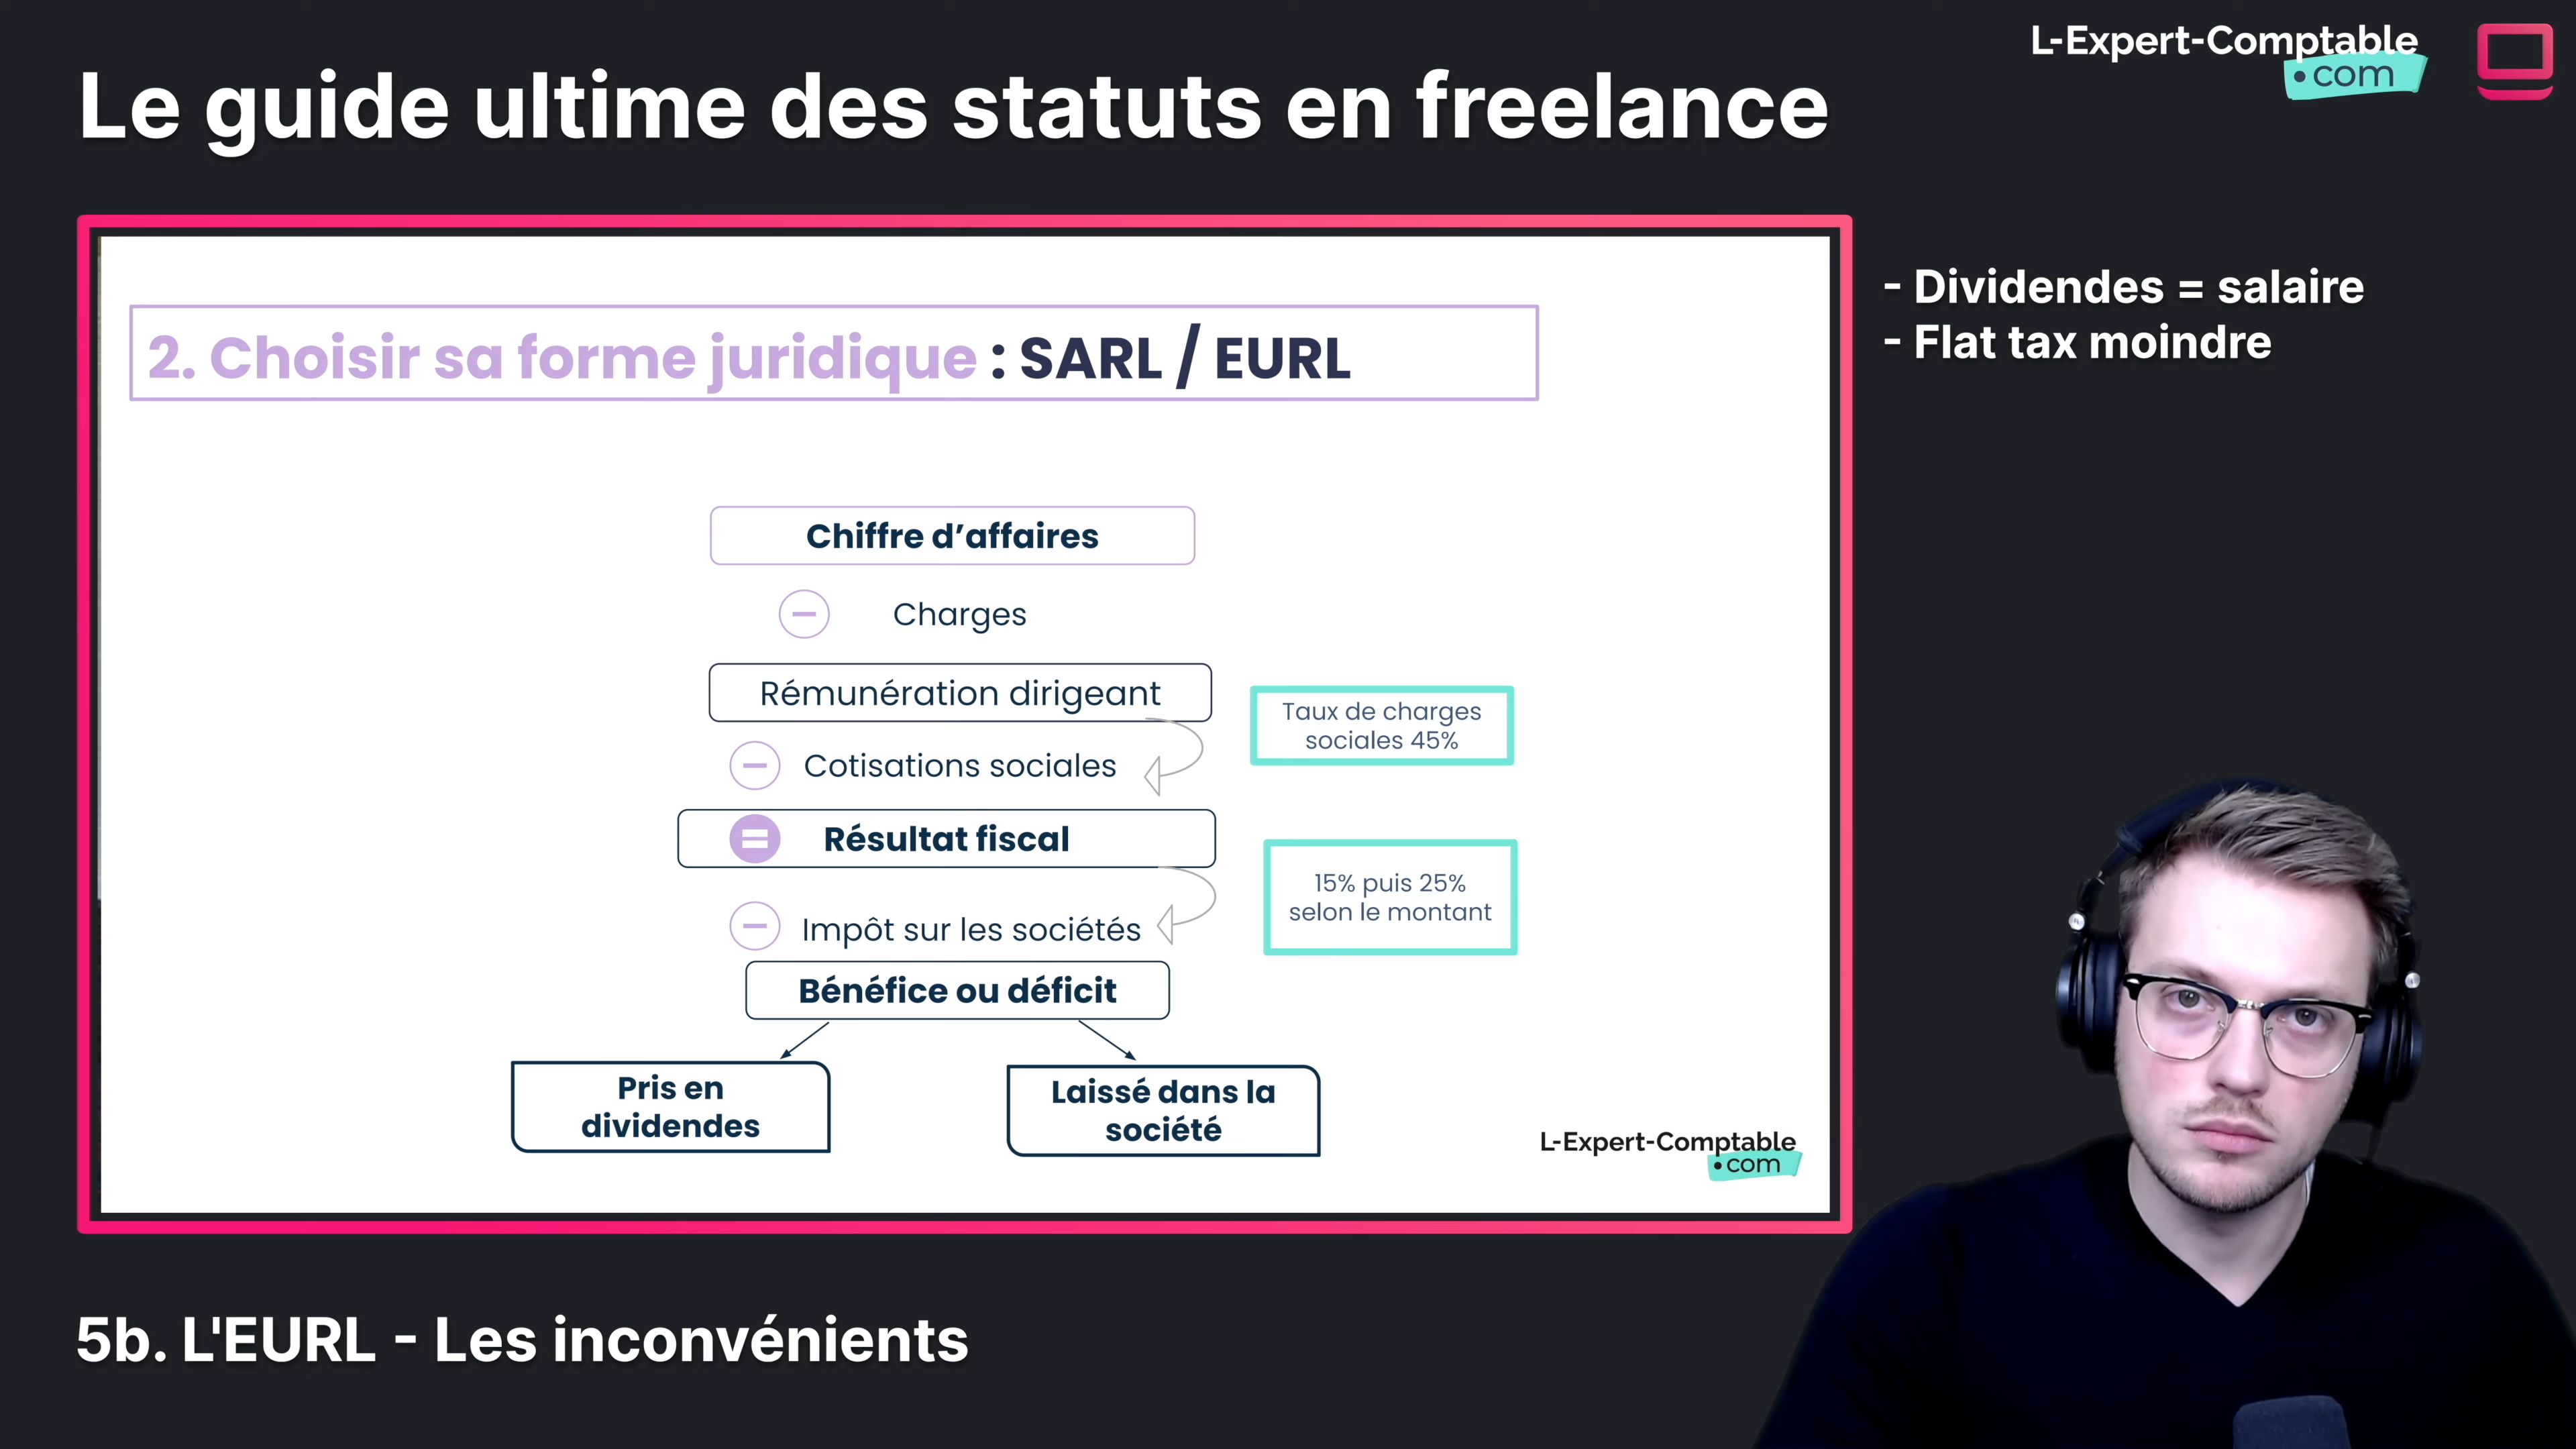 L-Expert-Comptable
.com
Le guide ultime des statuts en freelance
- Dividendes = salaire
- Flat tax moindre
2. Choisir sa forme juridique : SARL / EURL
Chiffre d’affaires
Charges
Rémunération dirigeant
Taux de charges
sociales 45%
Cotisations sociales
Résultat fiscal
15% puis 25%
selon le montant
Impôt sur les sociétés
Bénéfice ou déficit
Pris en
dividendes
Laissé dans la
société
L-Expert-Comptable
.com
5b. L'EURL - Les inconvénients